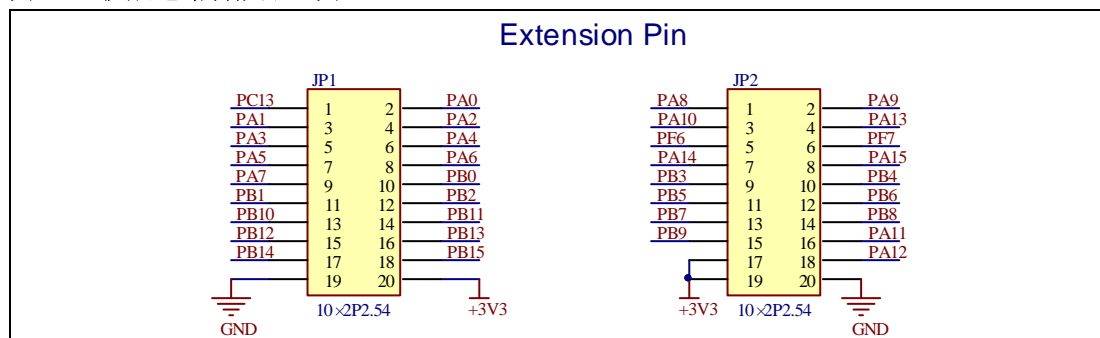 Extension Pin
JP1
PC13 1 2 PA0
PA1 3 4 PA2
PA3 5 6 PA4
PA5 7 8 PA6
PA7 9 10 PB0
PB1 11 12 PB2
PB10 13 14 PB11
PB12 15 16 PB13
PB14 17 18 PB15
19 20
GND 10×2P2.54 +3V3
JP2
PA8 1 2 PA9
PA10 3 4 PA13
PF6 5 6 PF7
PA14 7 8 PA15
PB3 9 10 PB4
PB5 11 12 PB6
PB7 13 14 PB8
PB9 15 16 PA11
17 18 PA12
19 20
+3V3 10×2P2.54 GND